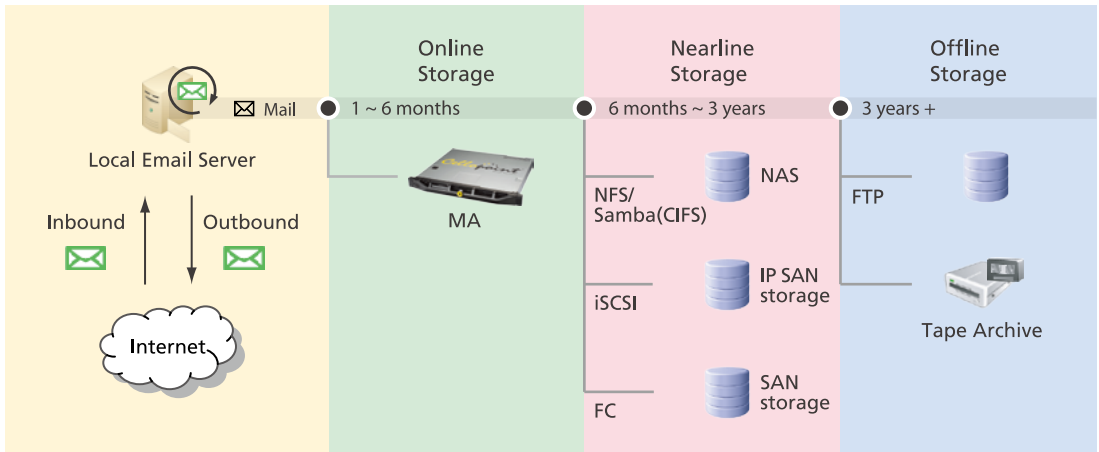 Online
Storage
Nearline
Storage
Offline
Storage
Mail
1 ~ 6 months
6 months ~ 3 years
3 years +
Local Email Server
Inbound
Outbound
Internet
Cellopoint
MA
NFS/
Samba(CIFS)
NAS
iSCSI
IP SAN
storage
FC
SAN
storage
FTP
Tape Archive